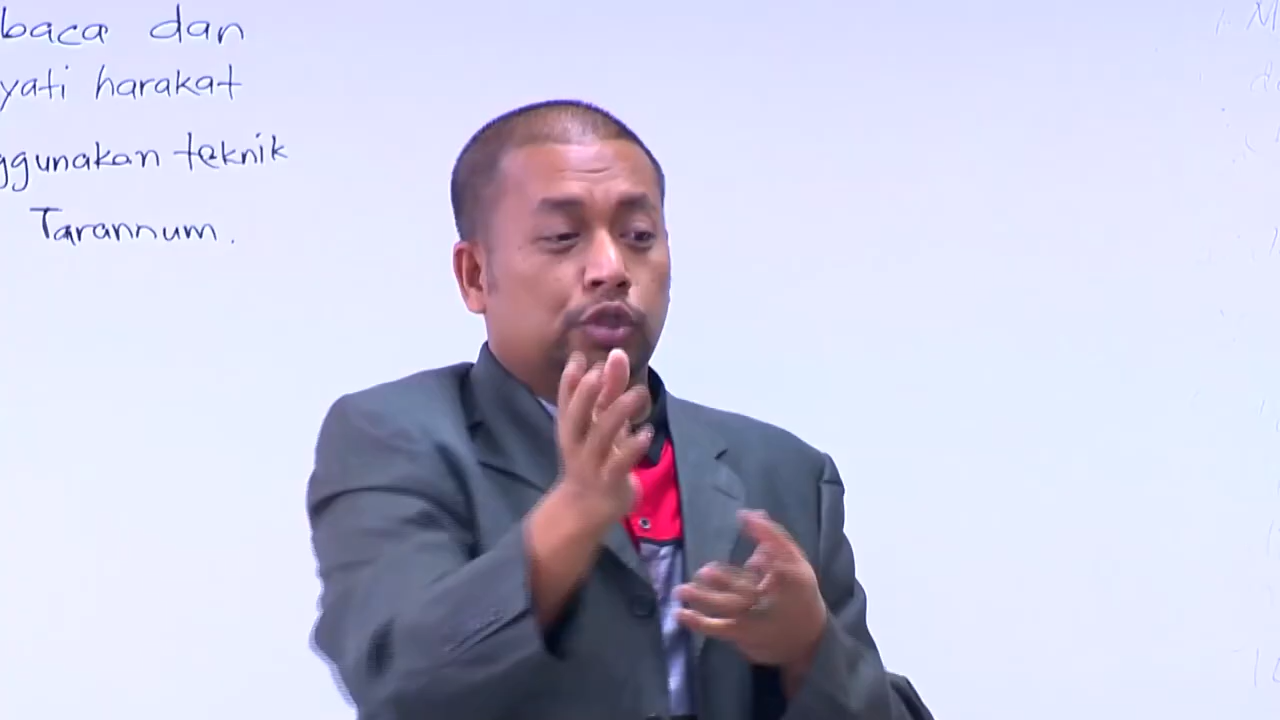 baca dan
yati harakat
ggunakan teknik
Tarannum.